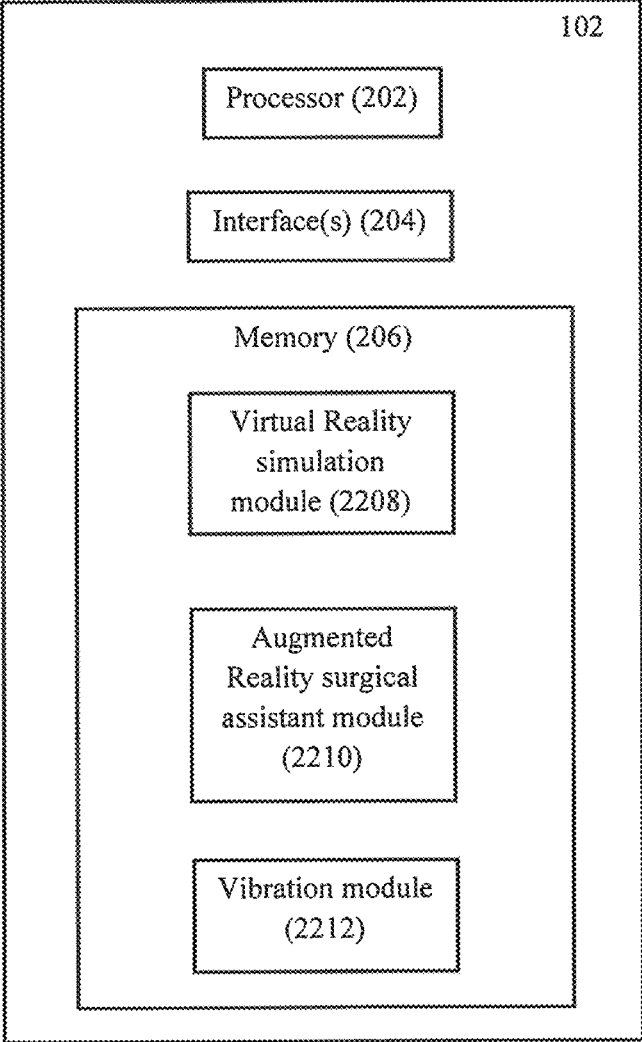 102
Processor (202)
Interface(s) (204)
Memory (206)
Virtual Reality
simulation
module (2208)
Augmented
Reality surgical
assistant module
(2210)
Vibration module
(2212)